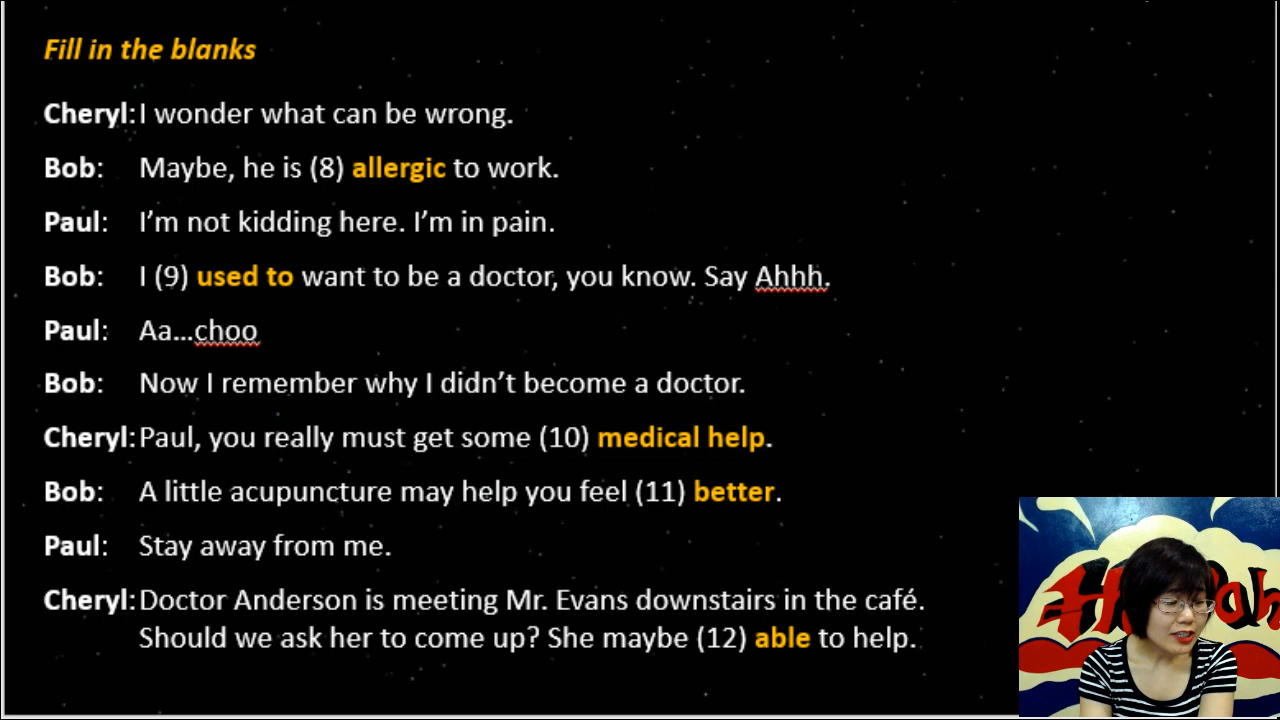 Fill in the blanks
Cheryl: I wonder what can be wrong.
Bob: Maybe, he is (8) allergic to work.
Paul: I'm not kidding here. I'm in pain.
Bob: I (9) used to want to be a doctor, you know. Say Ahhh.
Paul: Aa...choo
Bob: Now I remember why I didn't become a doctor.
Cheryl: Paul, you really must get some (10) medical help.
Bob: A little acupuncture may help you feel (11) better.
Paul: Stay away from me.
Cheryl: Doctor Anderson is meeting Mr. Evans downstairs in the café.
Should we ask her to come up? She maybe (12) able to help.